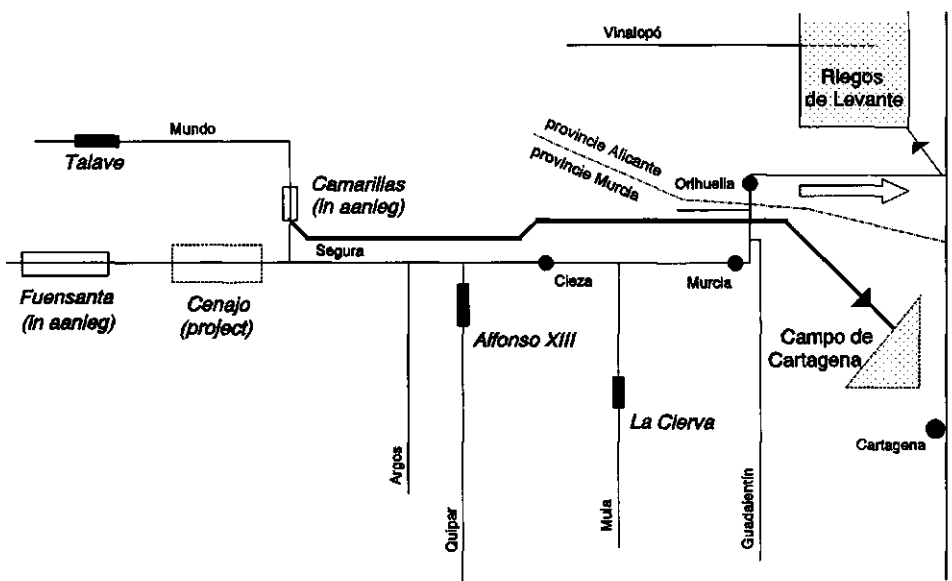 Vinalopó
Riegos
de Levante
Mundo
Talave
provincie Alicante
provincie Murcia
Orihuella
Camarillas
(in aanleg)
Segura
Fuensanta
(in aanleg)
Cenajo
(project)
Cieza
Murcia
Alfonso XIII
Campo de
Cartagena
La Cierva
Cartagena
Argos
Quipar
Mula
Guadalentín